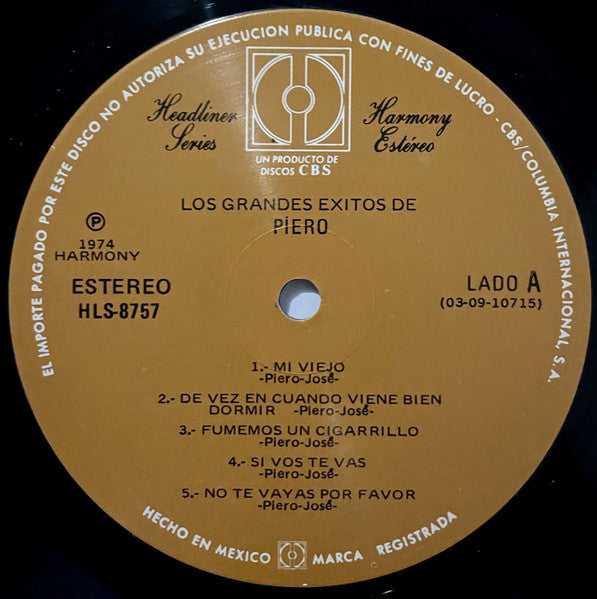 EL IMPORTE PAGADO POR ESTE DISCO NO AUTORIZA SU EJECUCION PUBLICA CON FINES DE LUCRO - CBS/COLUMBIA INTERNACIONAL, S.A.
Headliner Series
Harmony Estéreo
UN PRODUCTO DE
DISCOS CBS
LOS GRANDES EXITOS DE
PIERO
P
1974
HARMONY
ESTEREO
HLS-8757
LADO A
(03-09-10715)
1.- MI VIEJO
-Piero-José-
2.- DE VEZ EN CUANDO VIENE BIEN
DORMIR -Piero-José-
3.- FUMEMOS UN CIGARRILLO
-Piero-José-
4.- SI VOS TE VAS
-Piero-José-
5.- NO TE VAYAS POR FAVOR
-Piero-José-
HECHO EN MEXICO MARCA REGISTRADA